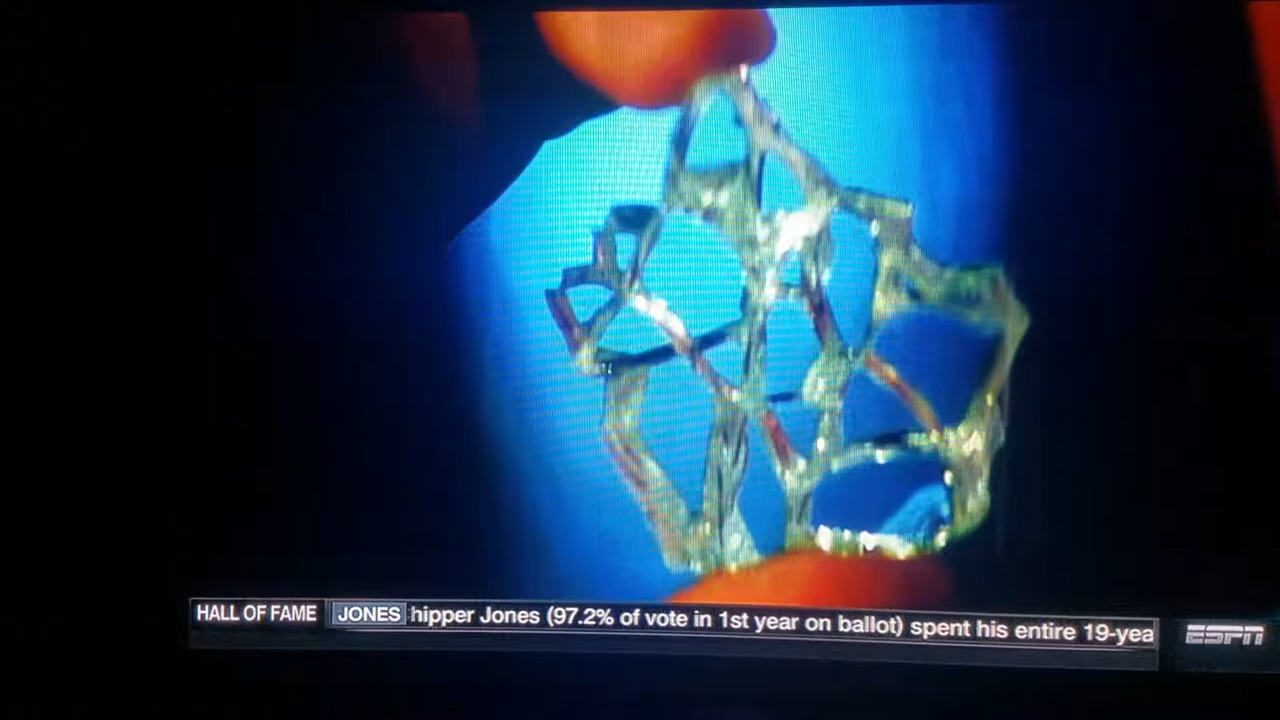 HALL OF FAME JONES hipper Jones (97.2% of vote in 1st year on ballot) spent his entire 19-yea ESPN